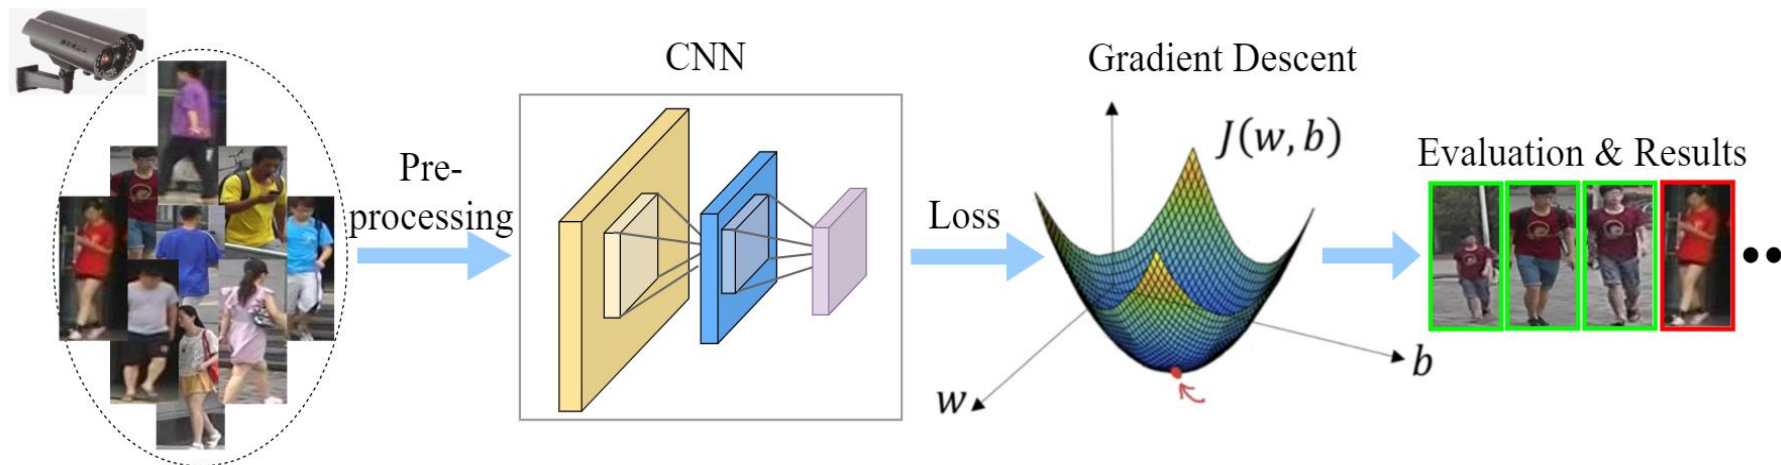 CNN
Gradient Descent
Pre-
processing
Loss
J(w, b)
Evaluation & Results
w
b